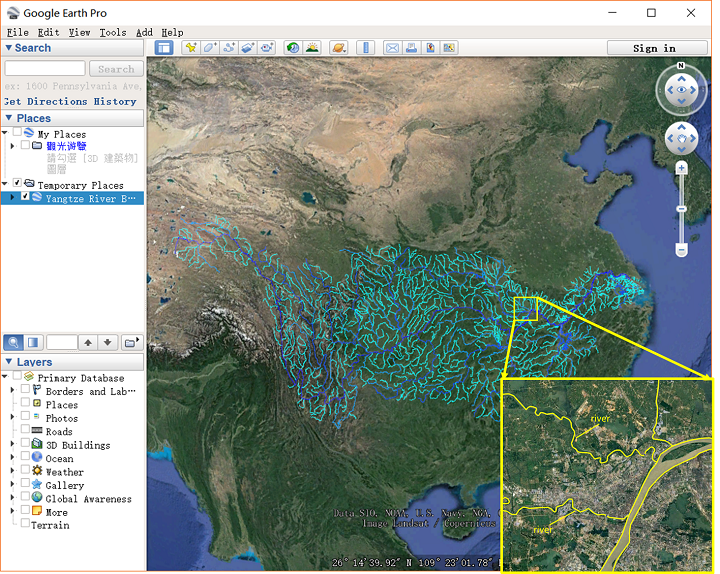 Google Earth Pro
File Edit View Tools Add Help
Search
Sign in
Search
ex: 1600 Pennsylvania Ave,
Get Directions History
Places
My Places
觀光游覽
請勾選 [3D 建築物]
圖層
Temporary Places
Yangtze River B...
Layers
Primary Database
Borders and Lab...
Places
Photos
Roads
3D Buildings
Ocean
Weather
Gallery
Global Awareness
More
Terrain
N
river
river
Data SIO, NOAA, U.S. Navy, NGA,
Image Landsat / Copernicus
26° 14'39.92" N 109° 23'01.78"